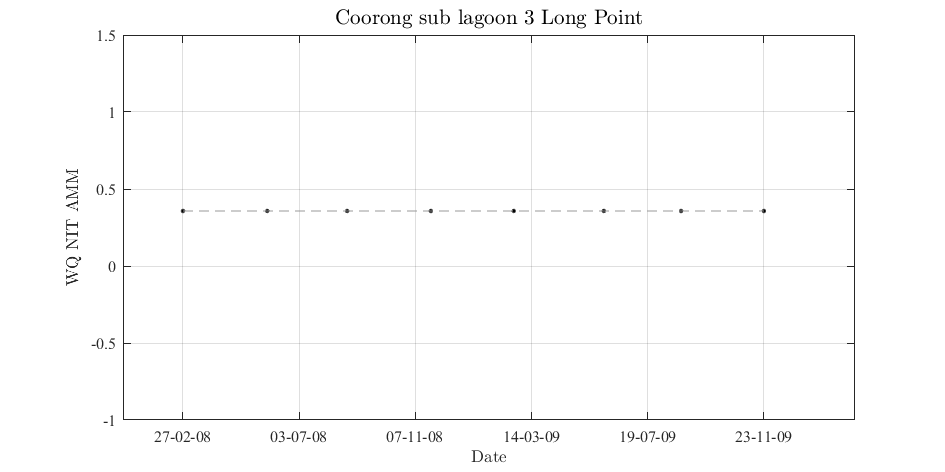 Coorong sub lagoon 3 Long Point
1.5
1
0.5
0
-0.5
-1
WQ NIT AMM
27-02-08 03-07-08 07-11-08 14-03-09 19-07-09 23-11-09
Date